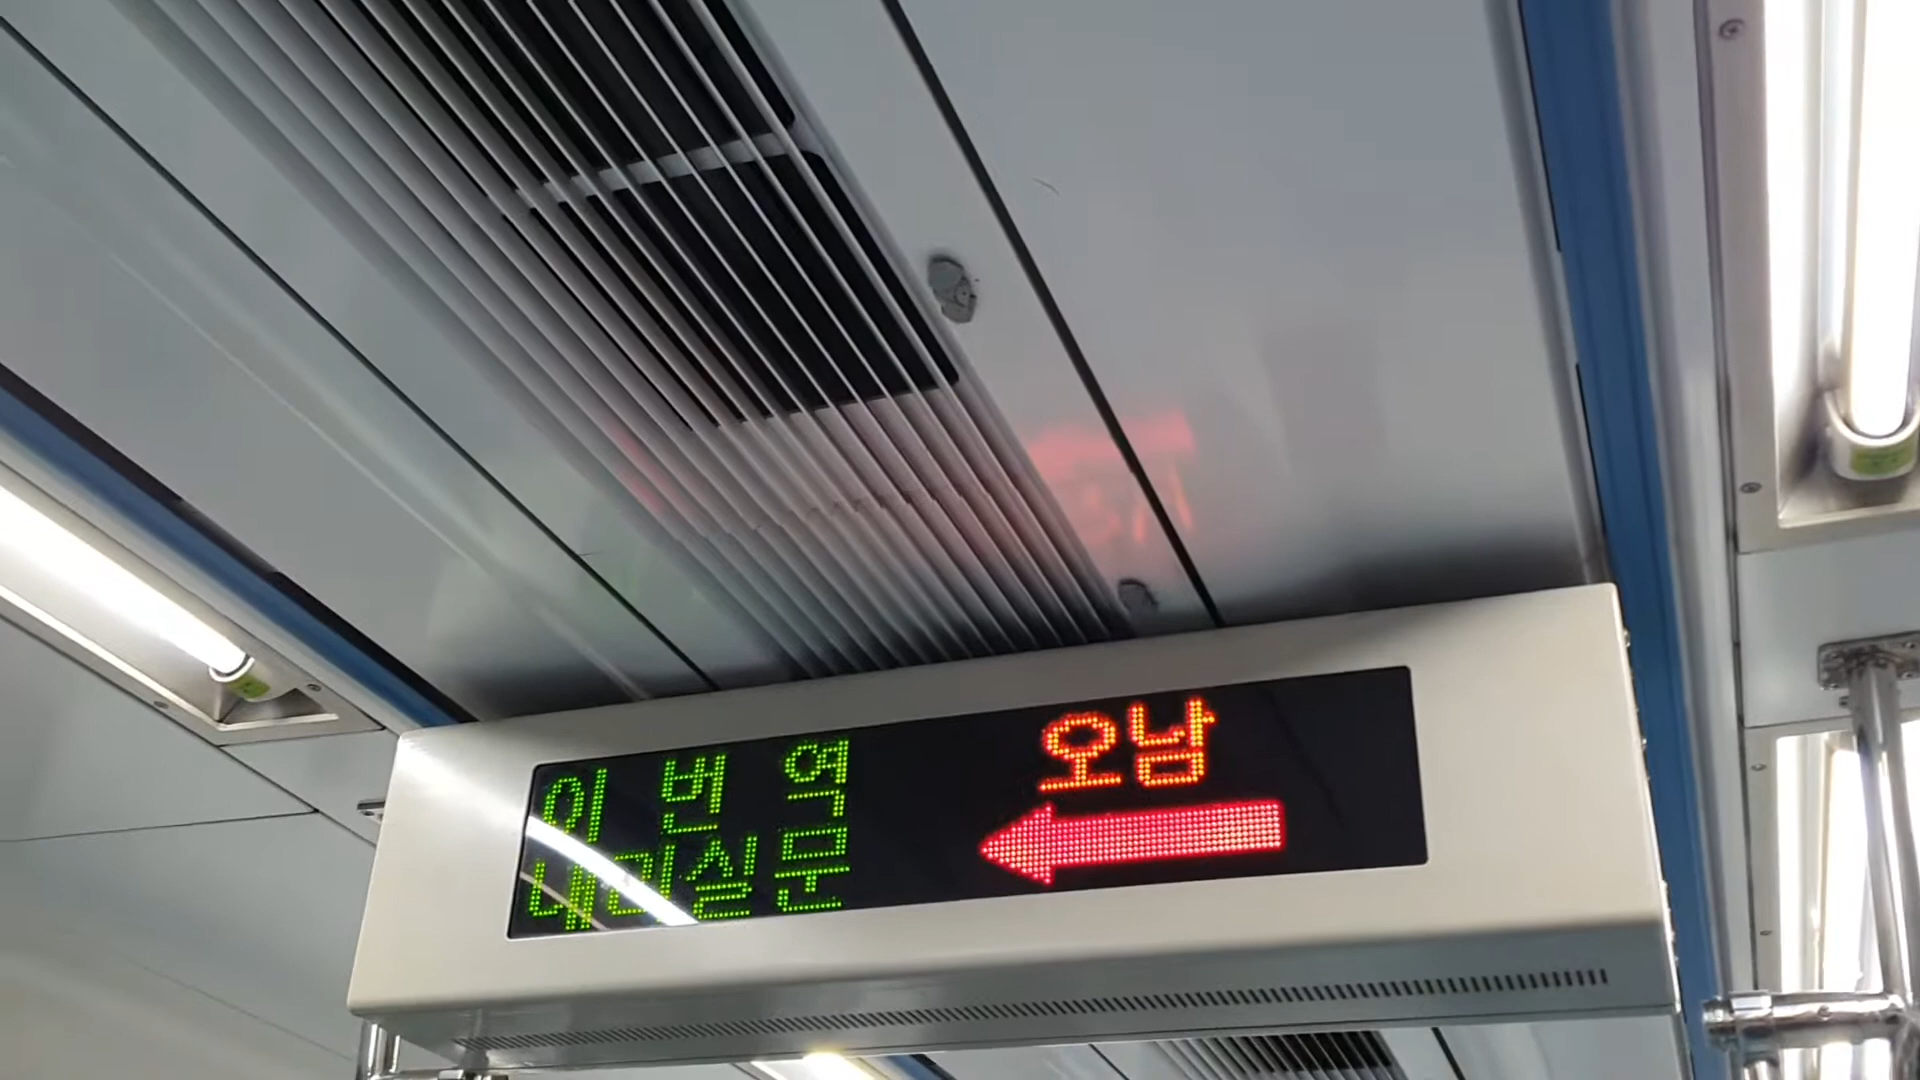 이 번 역
내리실문
오남